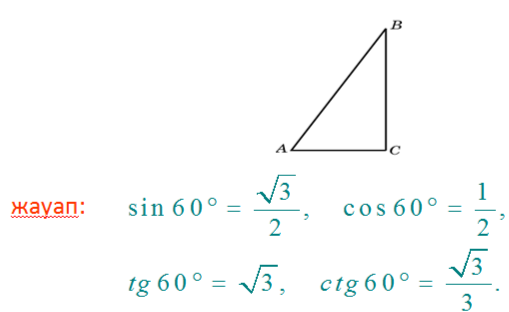 B
A C
жауап: sin 60° = √3/2, cos 60° = 1/2,
tg 60° = √3, ctg 60° = √3/3.